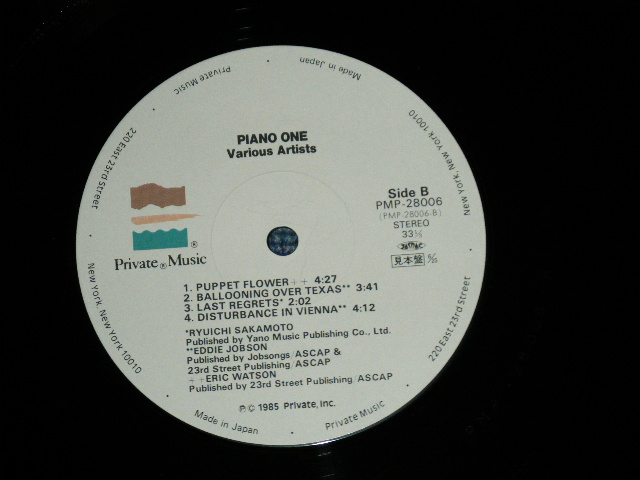 Private Music
Made in Japan
220 East 23rd Street
New York, New York 10010
PIANO ONE
Various Artists
Side B
PMP-28006
(PMP-28006-B)
STEREO
33⅓
JASRAC
見本盤
®
Private® Music
1. PUPPET FLOWER++ 4:27
2. BALLOONING OVER TEXAS** 3:41
3. LAST REGRETS* 2:02
4. DISTURBANCE IN VIENNA** 4:12
*RYUICHI SAKAMOTO
Published by Yano Music Publishing Co., Ltd.
**EDDIE JOBSON
Published by Jobsongs/ASCAP &
23rd Street Publishing/ASCAP
++ERIC WATSON
Published by 23rd Street Publishing/ASCAP
℗© 1985 Private, Inc.
New York, New York 10010
220 East 23rd Street
Made in Japan
Private Music